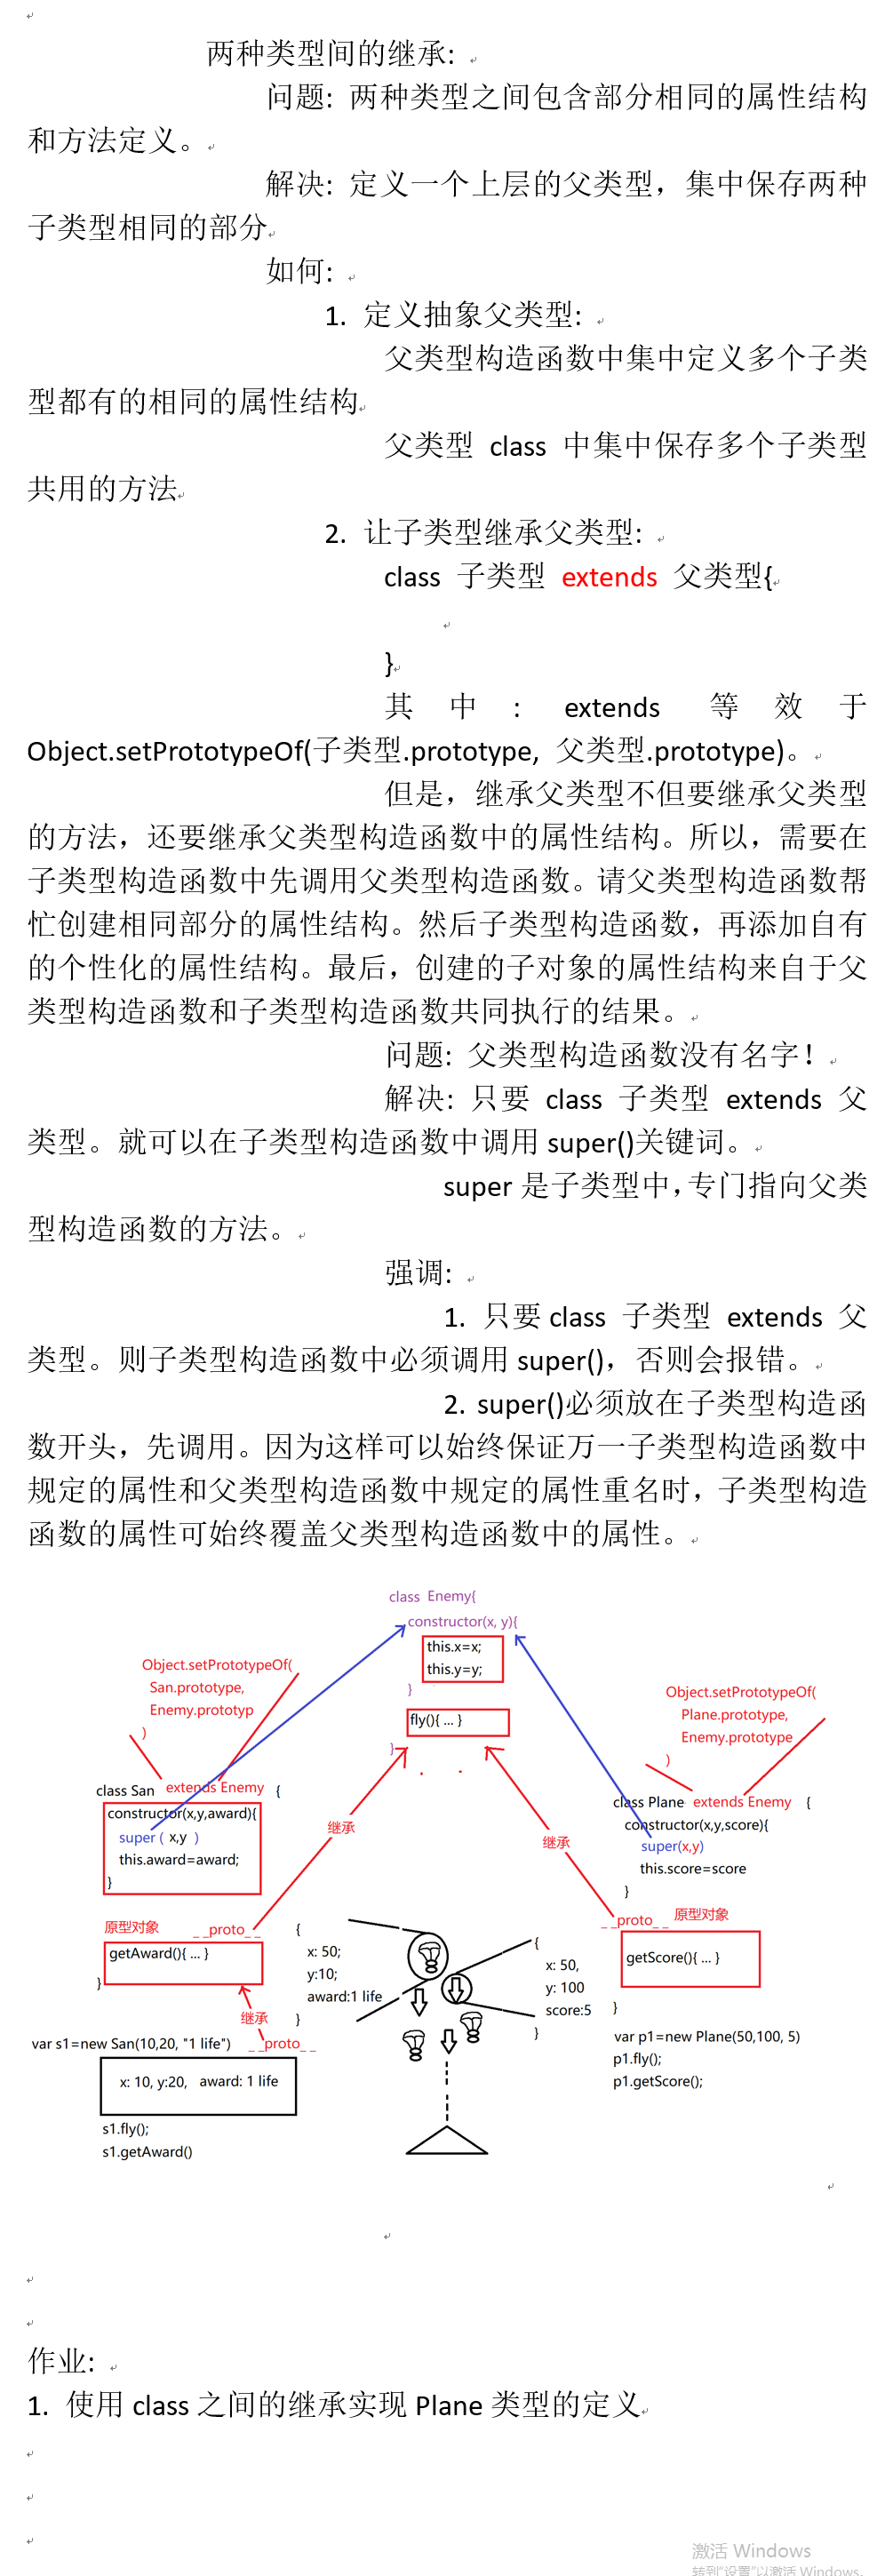 两种类型间的继承:
问题: 两种类型之间包含部分相同的属性结构
和方法定义。
解决: 定义一个上层的父类型，集中保存两种
子类型相同的部分
如何:
1. 定义抽象父类型:
父类型构造函数中集中定义多个子类
型都有的相同的属性结构
父类型 class 中集中保存多个子类型
共用的方法
2. 让子类型继承父类型:
class 子类型 extends 父类型{
}
其中: extends 等效于
Object.setPrototypeOf(子类型.prototype, 父类型.prototype)。
但是，继承父类型不但要继承父类型
的方法，还要继承父类型构造函数中的属性结构。所以，需要在
子类型构造函数中先调用父类型构造函数。请父类型构造函数帮
忙创建相同部分的属性结构。然后子类型构造函数，再添加自有
的个性化的属性结构。最后，创建的子对象的属性结构来自于父
类型构造函数和子类型构造函数共同执行的结果。
问题: 父类型构造函数没有名字!
解决: 只要 class 子类型 extends 父
类型。就可以在子类型构造函数中调用 super()关键词。
super 是子类型中，专门指向父类
型构造函数的方法。
强调:
1. 只要 class 子类型 extends 父
类型。则子类型构造函数中必须调用 super()，否则会报错。
2. super()必须放在子类型构造函
数开头，先调用。因为这样可以始终保证万一子类型构造函数中
规定的属性和父类型构造函数中规定的属性重名时，子类型构造
函数的属性可始终覆盖父类型构造函数中的属性。
class Enemy{
constructor(x, y){
this.x=x;
this.y=y;
}
fly(){ ... }
}
Object.setPrototypeOf(
San.prototype,
Enemy.prototyp
)
class San extends Enemy {
constructor(x,y,award){
super ( x,y )
this.award=award;
}
原型对象 __proto__
getAward(){ ... }
}
继承
继承
var s1=new San(10,20, "1 life") __proto__
x: 10, y:20, award: 1 life
s1.fly();
s1.getAward()
{
x: 50;
y:10;
award:1 life
}
{
x: 50,
y: 100
score:5
}
Object.setPrototypeOf(
Plane.prototype,
Enemy.prototype
)
class Plane extends Enemy {
constructor(x,y,score){
super(x,y)
this.score=score
}
继承
__proto__ 原型对象
getScore(){ ... }
}
var p1=new Plane(50,100, 5)
p1.fly();
p1.getScore();
作业:
1. 使用 class 之间的继承实现 Plane 类型的定义
激活 Windows
转到“设置”以激活 Windows。